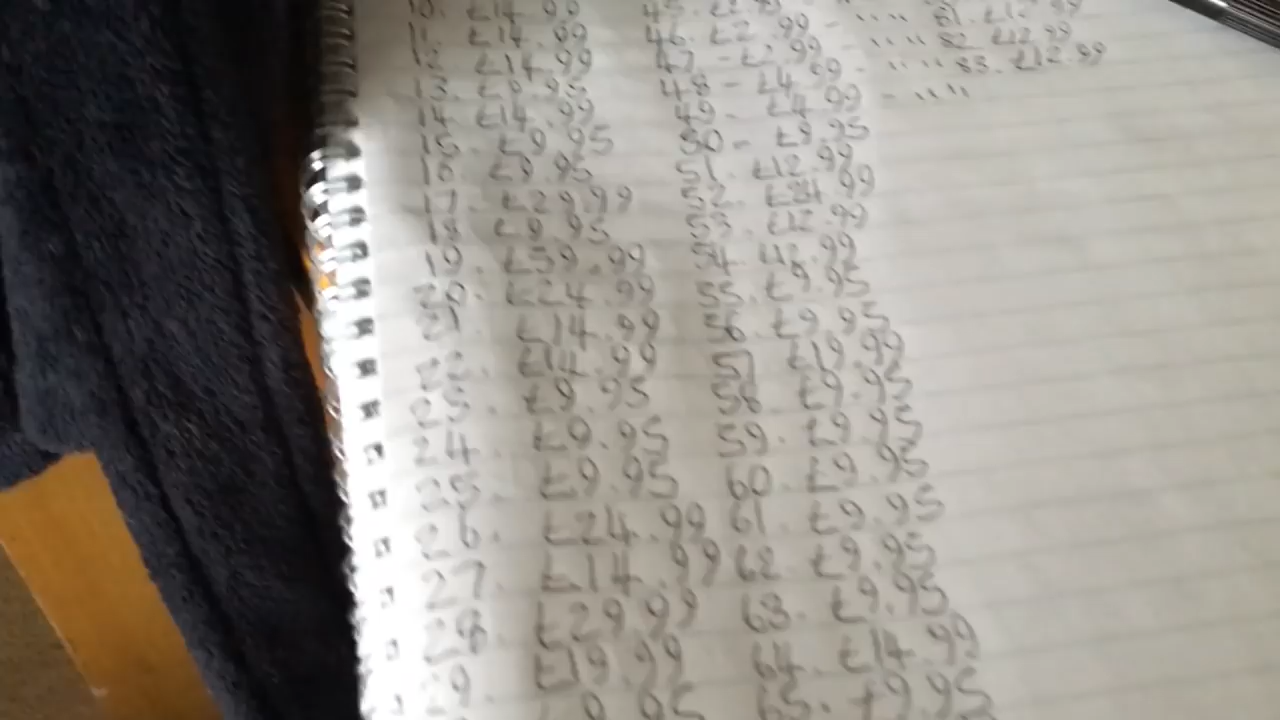 10. £14.99
11. £14.99 46. £2.99 - '''' 81. £12.99
12. £14.99 47 - £2.99 - '''' 82 £12.99
13. £9.95 48 - £4.99 - '''' 83. £12.99
14 £14.99 49 - £4.99 - ''''
15. £9.95 50 - £9.95
16 £9.95 51. £12.99
17. £29.99 52. £24.99
18 £9.95 53. £12.99
19. £59.99 54
20. £24.99 55. £9.95
21. £14.99 56. £9.95
22. £14.99 57 £19.99
23. £9.95 58 £9.95
24. £9.95 59. £9.95
25. £9.95 60. £9.95
26. £24.99 61. £9.95
27. £14.99 62. £9.95
28. £29.99 63. £9.95
29. £19.99 64. £14.99
65. £9.95